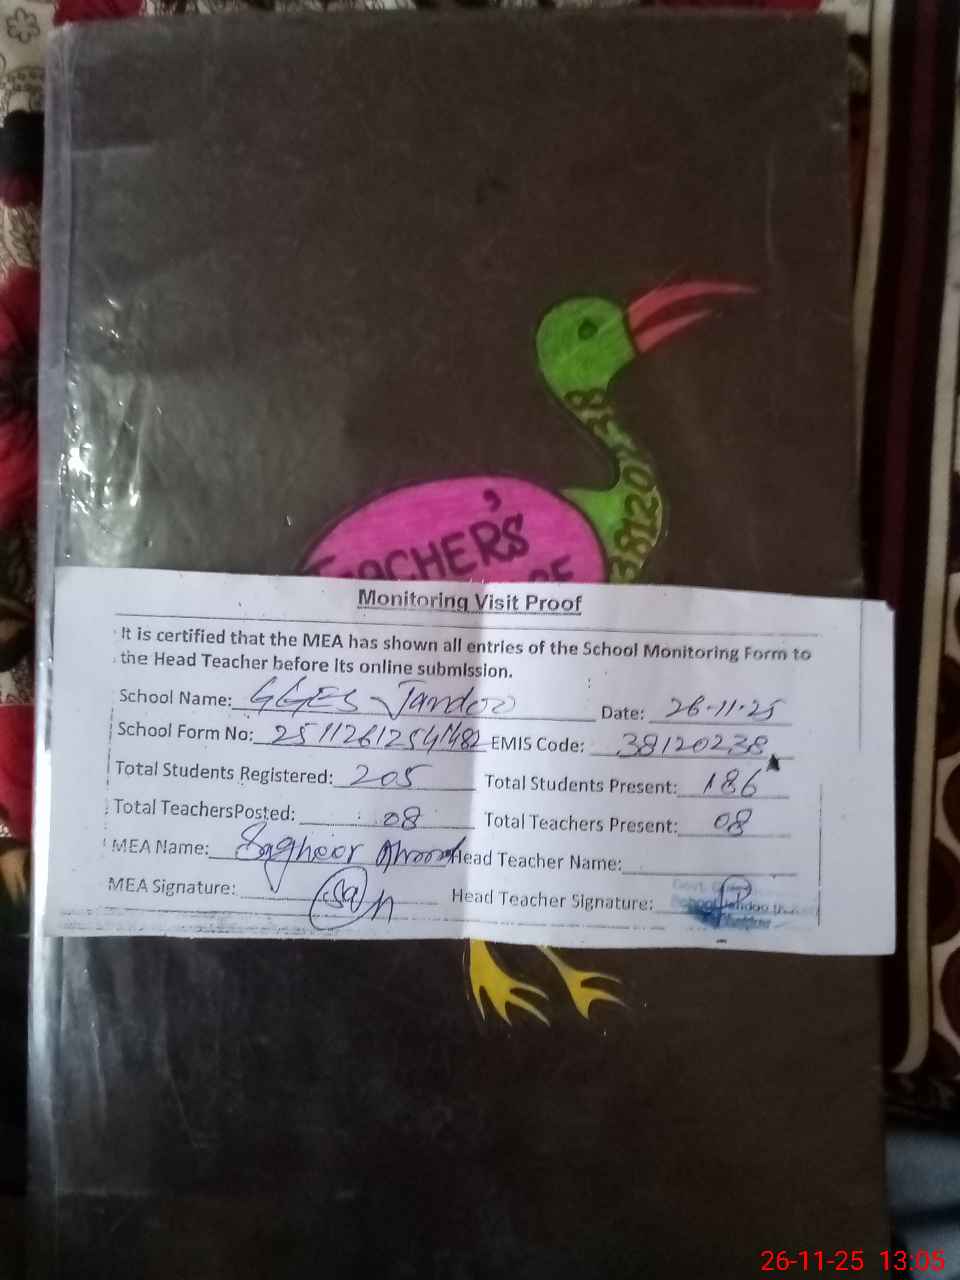 38120238
TEACHER'S
Monitoring Visit Proof
It is certified that the MEA has shown all entries of the School Monitoring Form to
the Head Teacher before its online submission.
School Name: GGES Jandoo Date: 26-11-25
School Form No: EMIS Code: 38120238
Total Students Registered: 205 Total Students Present: 186
Total TeachersPosted: 08 Total Teachers Present: 08
MEA Name: Sagheer Head Teacher Name:
MEA Signature: Head Teacher Signature:
26-11-25 13:05